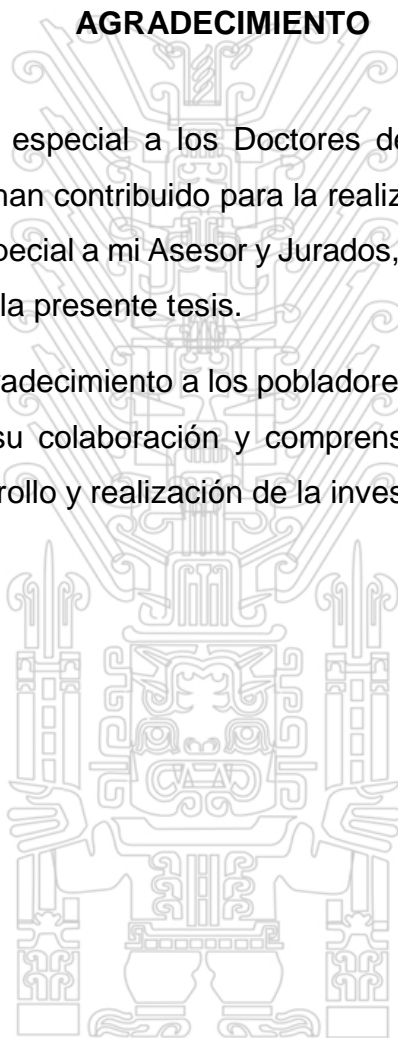 AGRADECIMIENTO
especial a los Doctores de
han contribuido para la realiz
pecial a mi Asesor y Jurados,
la presente tesis.
radecimiento a los pobladore
su colaboración y comprens
rollo y realización de la inves